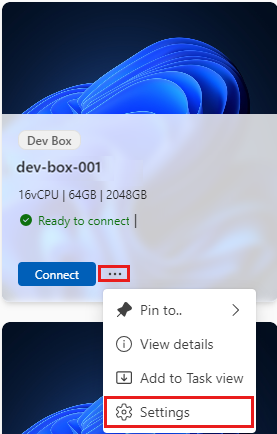 Dev Box
dev-box-001
16vCPU | 64GB | 2048GB
Ready to connect |
Connect ...
Pin to..
View details
Add to Task view
Settings